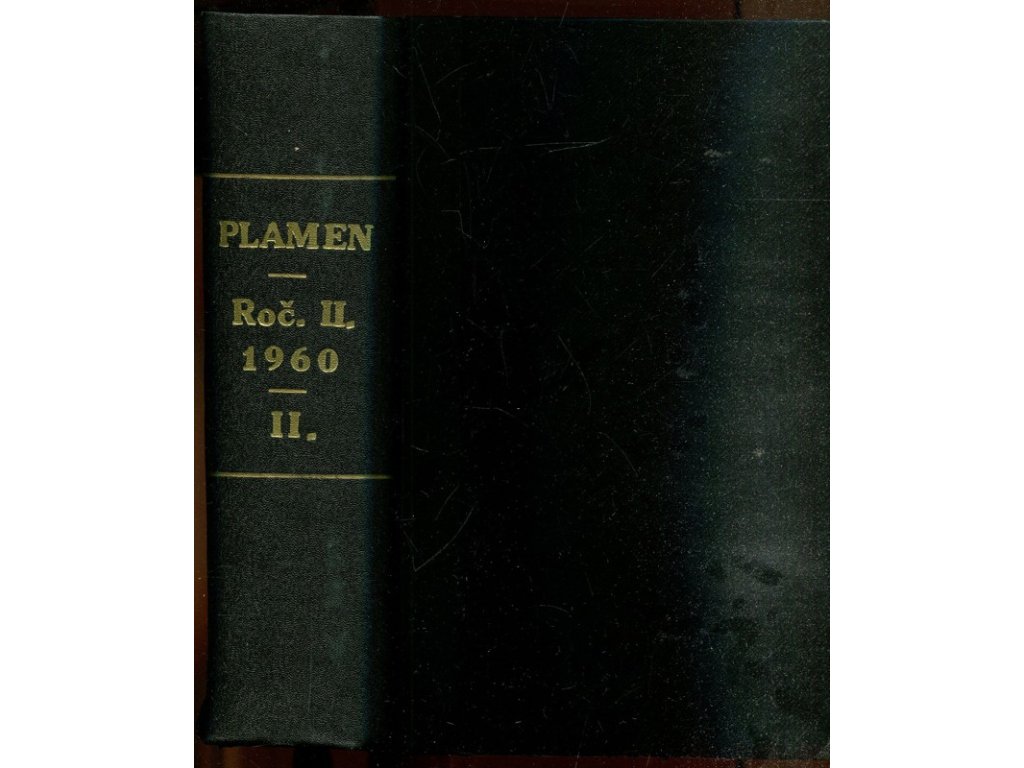 PLAMEN
Roč. II.
1960
II.